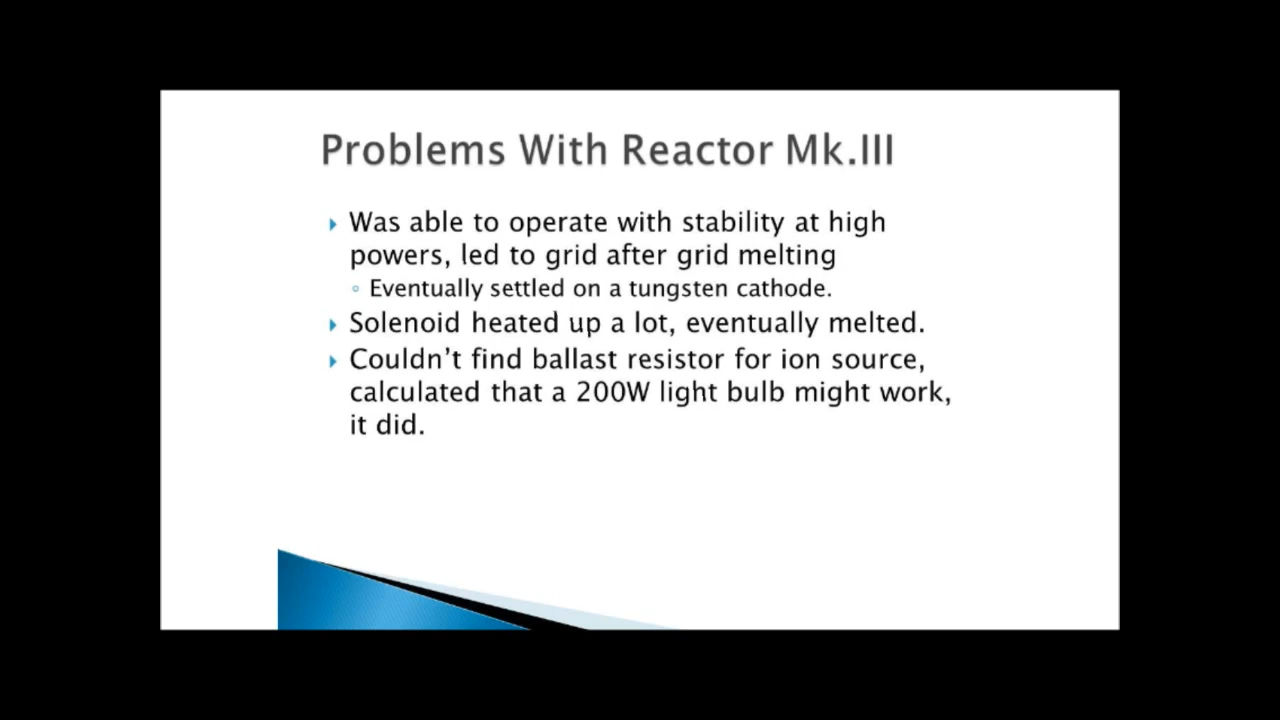 Problems With Reactor Mk.III
Was able to operate with stability at high
powers, led to grid after grid melting
Eventually settled on a tungsten cathode.
Solenoid heated up a lot, eventually melted.
Couldn’t find ballast resistor for ion source,
calculated that a 200W light bulb might work,
it did.